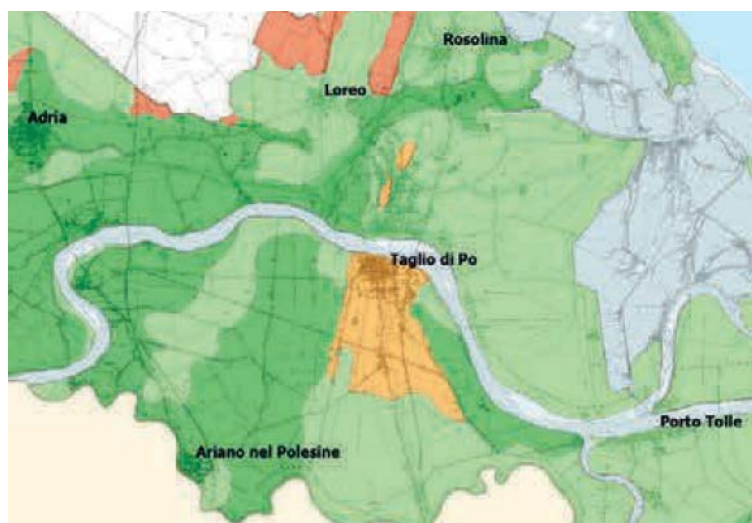 Rosolina
Loreo
Adria
Taglio di Po
Porto Tolle
Ariano nel Polesine